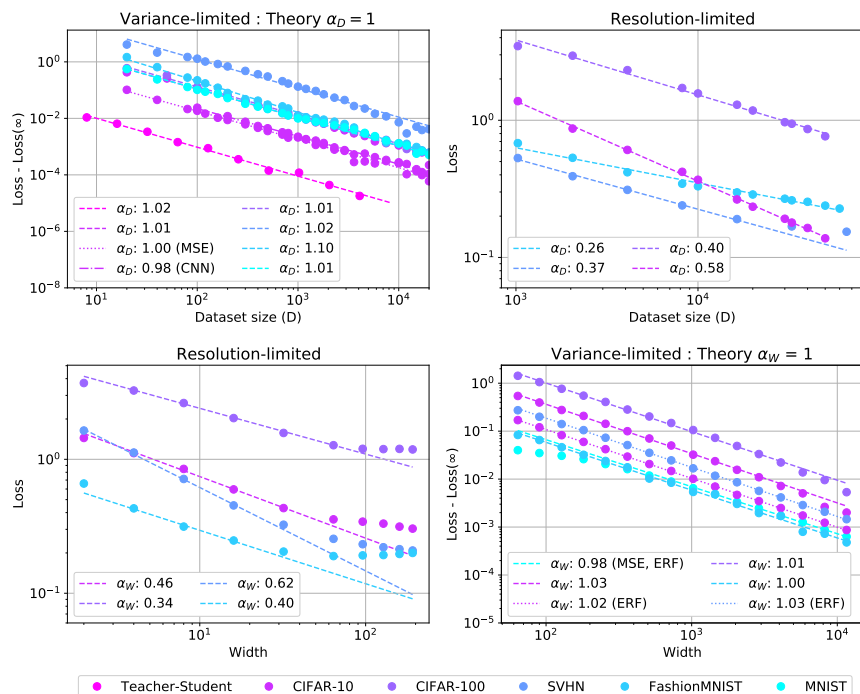 Variance-limited : Theory α_D = 1
Loss - Loss(∞)
10^0
10^-2
10^-4
10^-6
10^-8
α_D: 1.02
α_D: 1.01
α_D: 1.00 (MSE)
α_D: 0.98 (CNN)
α_D: 1.01
α_D: 1.02
α_D: 1.10
α_D: 1.01
10^1
10^2
10^3
10^4
Dataset size (D)
Resolution-limited
Loss
10^0
10^-1
α_D: 0.26
α_D: 0.37
α_D: 0.40
α_D: 0.58
10^3
10^4
Dataset size (D)
Resolution-limited
Loss
10^0
10^-1
α_W: 0.46
α_W: 0.34
α_W: 0.62
α_W: 0.40
10^1
10^2
Width
Variance-limited : Theory α_W = 1
Loss - Loss(∞)
10^0
10^-1
10^-2
10^-3
10^-4
10^-5
α_W: 0.98 (MSE, ERF)
α_W: 1.03
α_W: 1.02 (ERF)
α_W: 1.01
α_W: 1.00
α_W: 1.03 (ERF)
10^2
10^3
10^4
Width
Teacher-Student
CIFAR-10
CIFAR-100
SVHN
FashionMNIST
MNIST